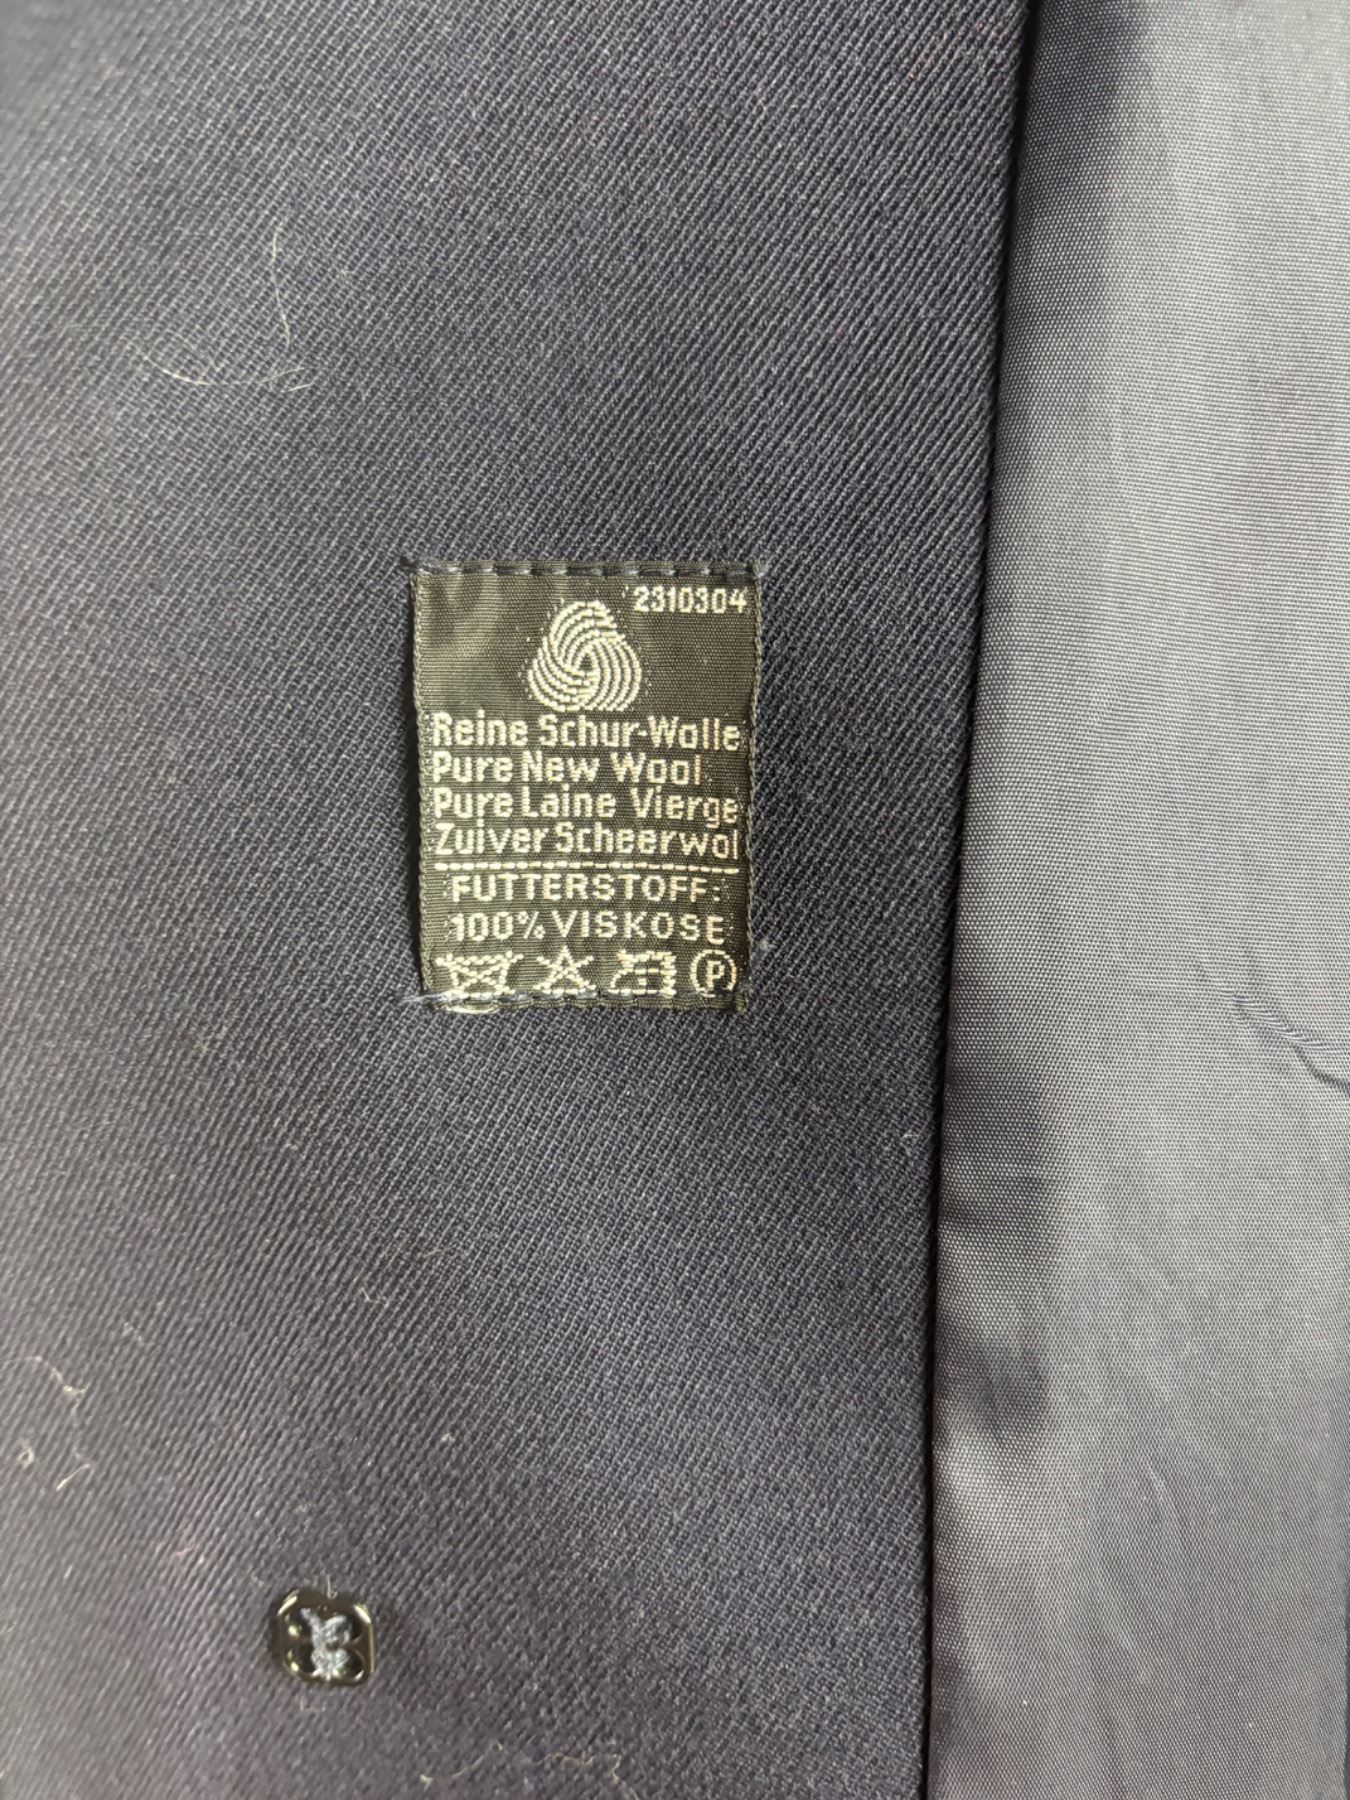 2310304
Reine Schur-Wolle
Pure New Wool
Pure Laine Vierge
Zuiver Scheerwol
FUTTERSTOFF:
100% VISKOSE
P